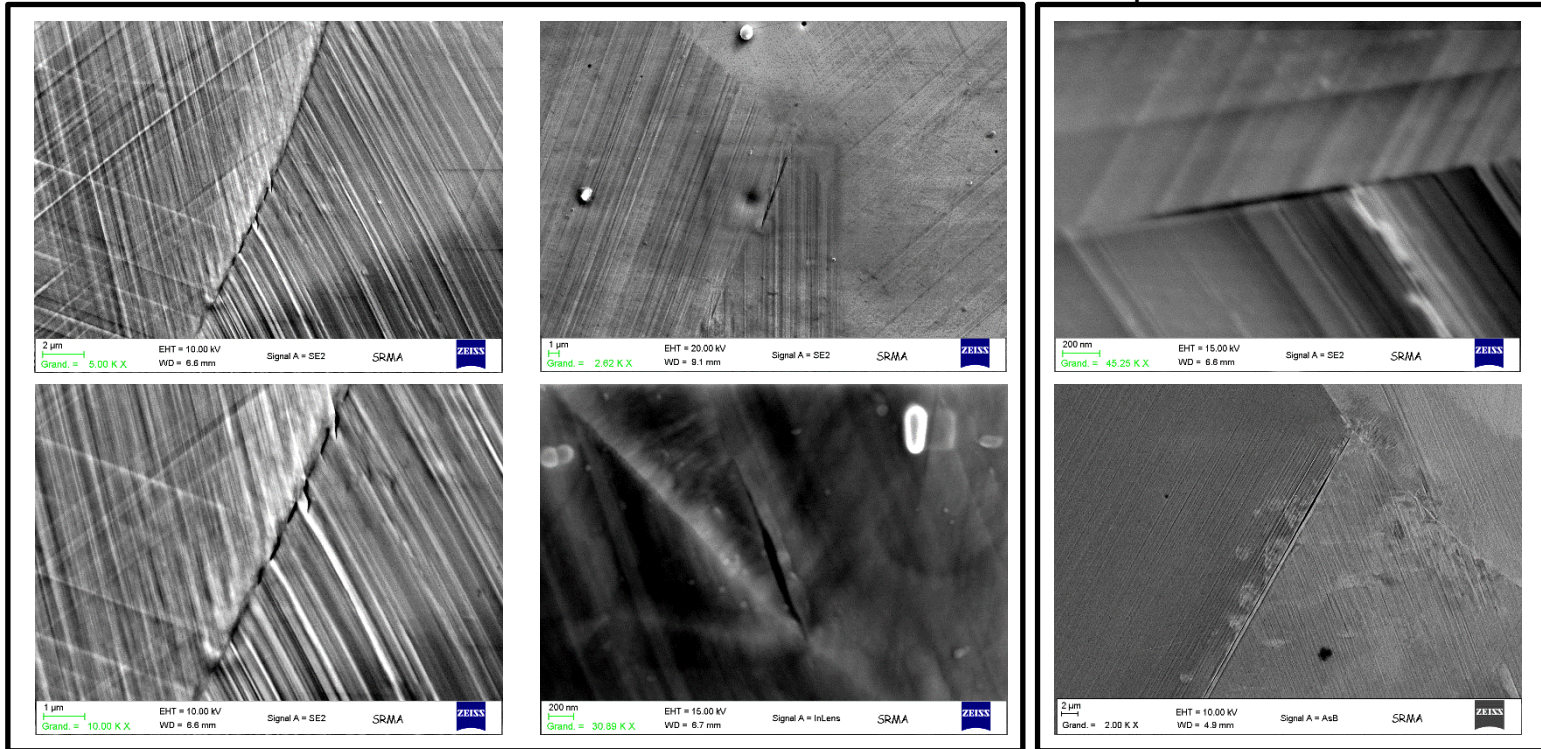 2 µm
EHT = 10.00 kV
Signal A = SE2
SRMA
ZEISS
Grand. = 5.00 K X
WD = 6.6 mm
1 µm
EHT = 20.00 kV
Signal A = SE2
SRMA
ZEISS
Grand. = 2.62 K X
WD = 9.1 mm
200 nm
EHT = 15.00 kV
Signal A = SE2
SRMA
ZEISS
Grand. = 45.25 K X
WD = 6.6 mm
1 µm
EHT = 10.00 kV
Signal A = SE2
SRMA
ZEISS
Grand. = 10.00 K X
WD = 6.6 mm
200 nm
EHT = 15.00 kV
Signal A = InLens
SRMA
ZEISS
Grand. = 30.69 K X
WD = 6.7 mm
2 µm
EHT = 10.00 kV
Signal A = AsB
SRMA
ZEISS
Grand. = 2.00 K X
WD = 4.9 mm